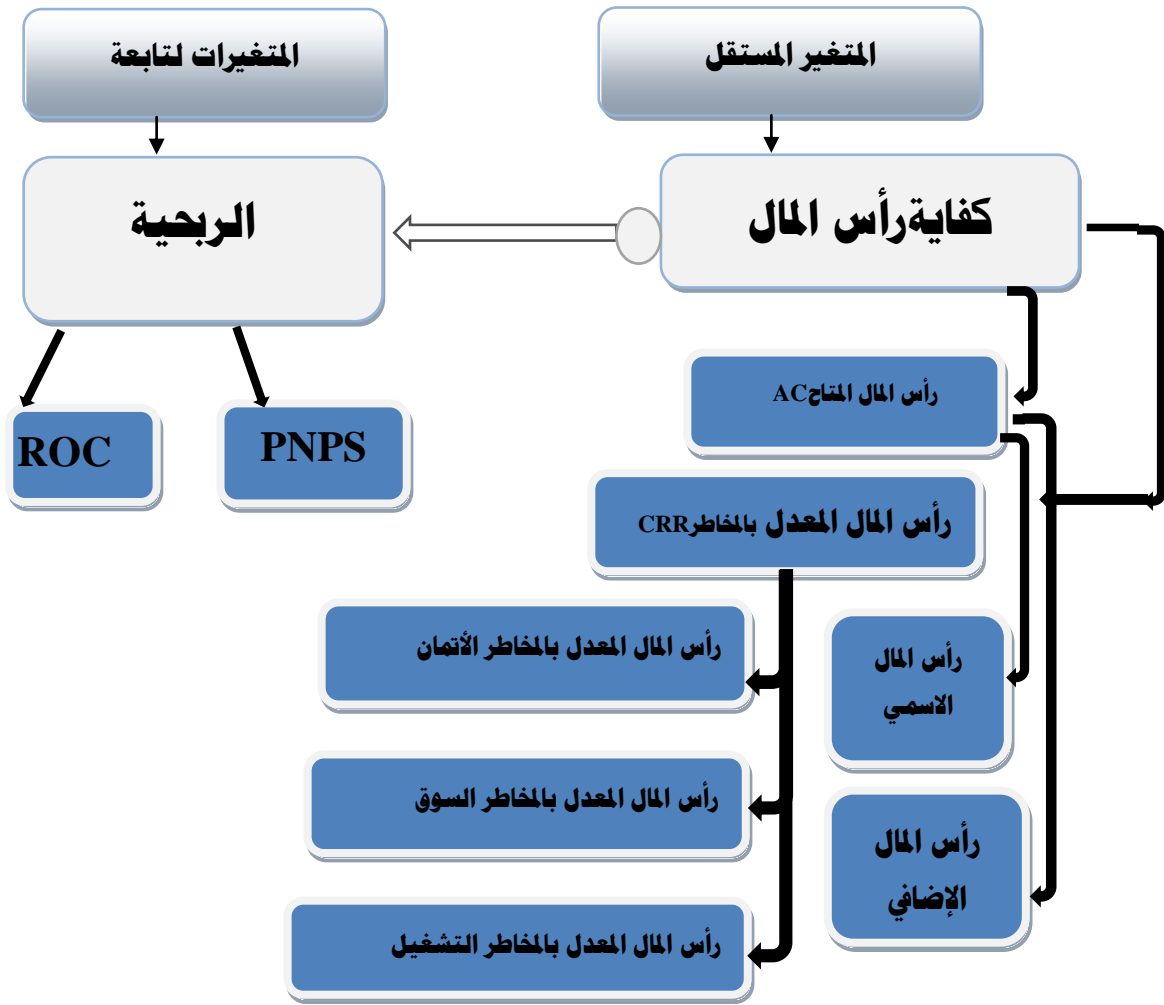 المتغير المستقل
المتغيرات لتابعة
كفايةرأس المال
الربحية
رأس المال المتاحAC
PNPS
ROC
رأس المال المعدل بالمخاطرCRR
رأس المال المعدل بالمخاطر الأتمان
رأس المال
الاسمي
رأس المال المعدل بالمخاطر السوق
رأس المال
الإضافي
رأس المال المعدل بالمخاطر التشغيل